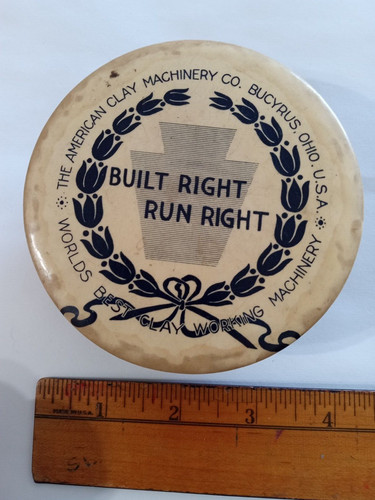 THE AMERICAN CLAY MACHINERY CO. BUCYRUS, OHIO. U.S.A.
BUILT RIGHT
RUN RIGHT
WORLDS BEST CLAY WORKING MACHINERY
1 2 3 4